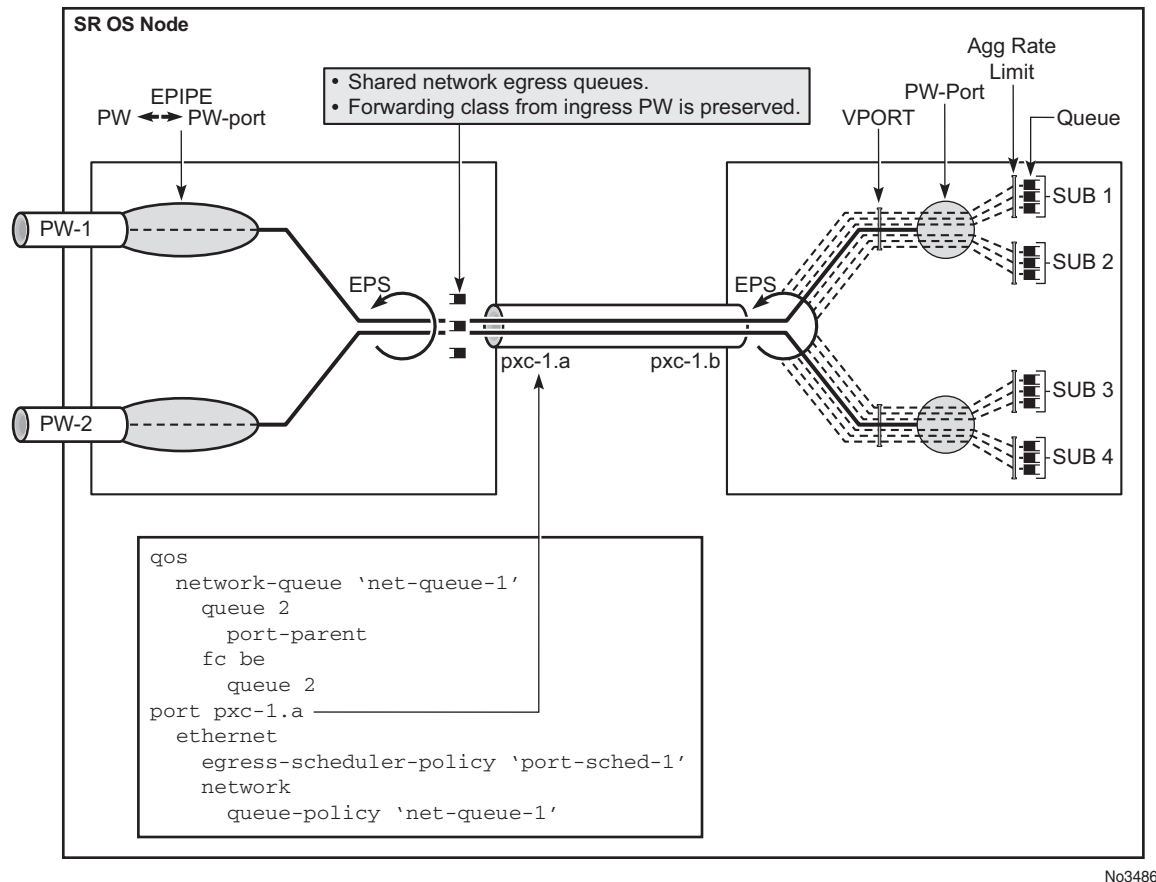 SR OS Node
• Shared network egress queues.
• Forwarding class from ingress PW is preserved.
Agg Rate
Limit
PW-Port
VPORT
Queue
EPIPE
PW PW-port
PW-1
PW-2
EPS
pxc-1.a
pxc-1.b
EPS
SUB 1
SUB 2
SUB 3
SUB 4
qos
network-queue ‘net-queue-1’
queue 2
port-parent
fc be
queue 2
port pxc-1.a
ethernet
egress-scheduler-policy ‘port-sched-1’
network
queue-policy ‘net-queue-1’
No3486